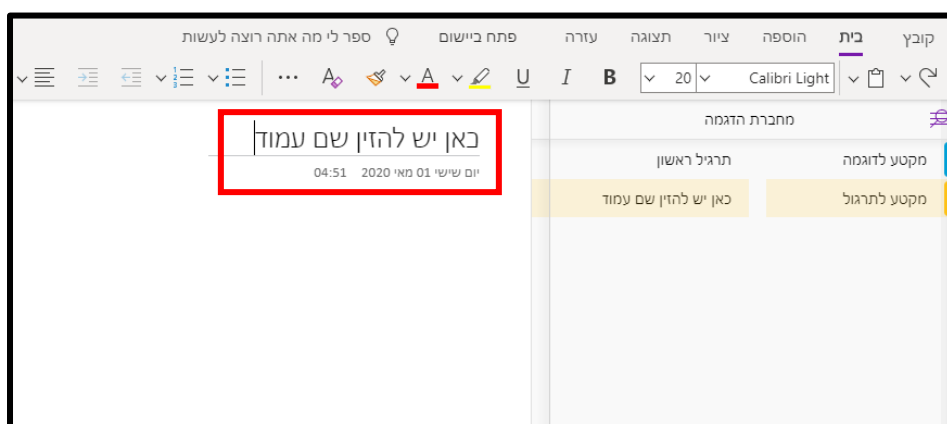 קובץ בית הוספה ציור תצוגה עזרה פתח ביישום ספר לי מה אתה רוצה לעשות
Calibri Light 20 B I U A A ...
מחברת הדגמה
מקטע לדוגמה
מקטע לתרגול
תרגיל ראשון
כאן יש להזין שם עמוד
כאן יש להזין שם עמוד
יום שישי 01 מאי 2020 04:51